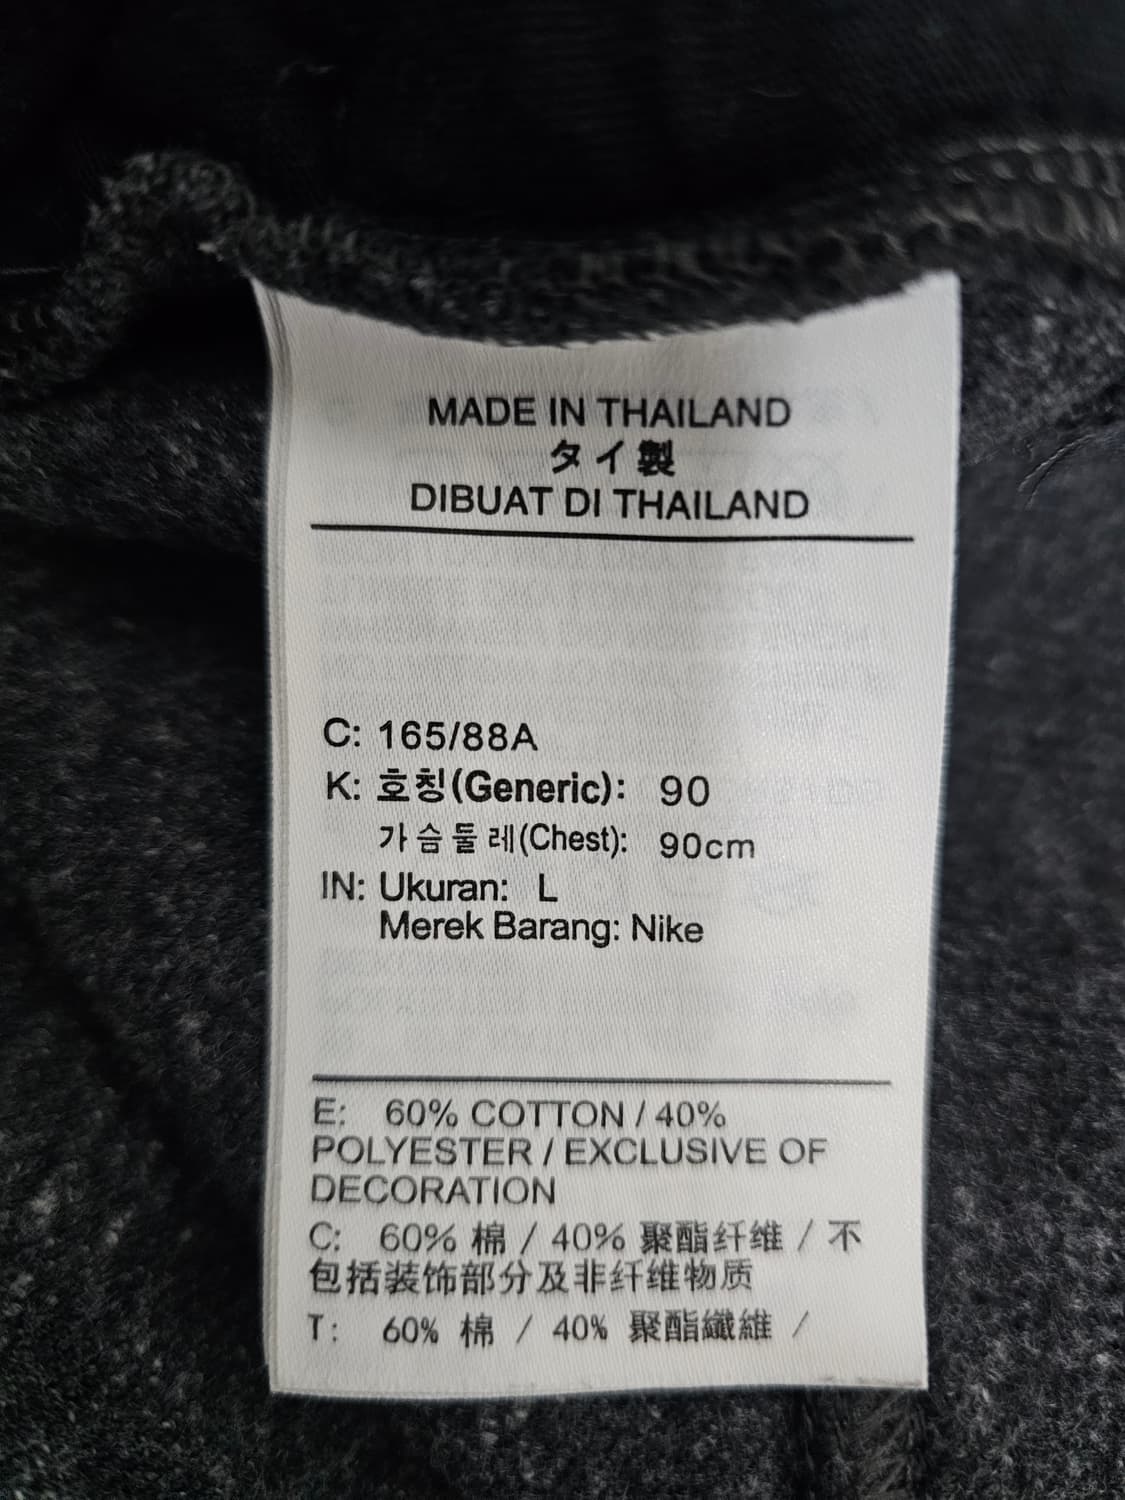 MADE IN THAILAND
タイ製
DIBUAT DI THAILAND
C: 165/88A
K: 호칭(Generic): 90
가슴둘레(Chest): 90cm
IN: Ukuran: L
Merek Barang: Nike
E: 60% COTTON / 40%
POLYESTER / EXCLUSIVE OF
DECORATION
C: 60% 棉 / 40% 聚酯纤维 / 不
包括装饰部分及非纤维物质
T: 60% 棉 / 40% 聚酯纖維 /